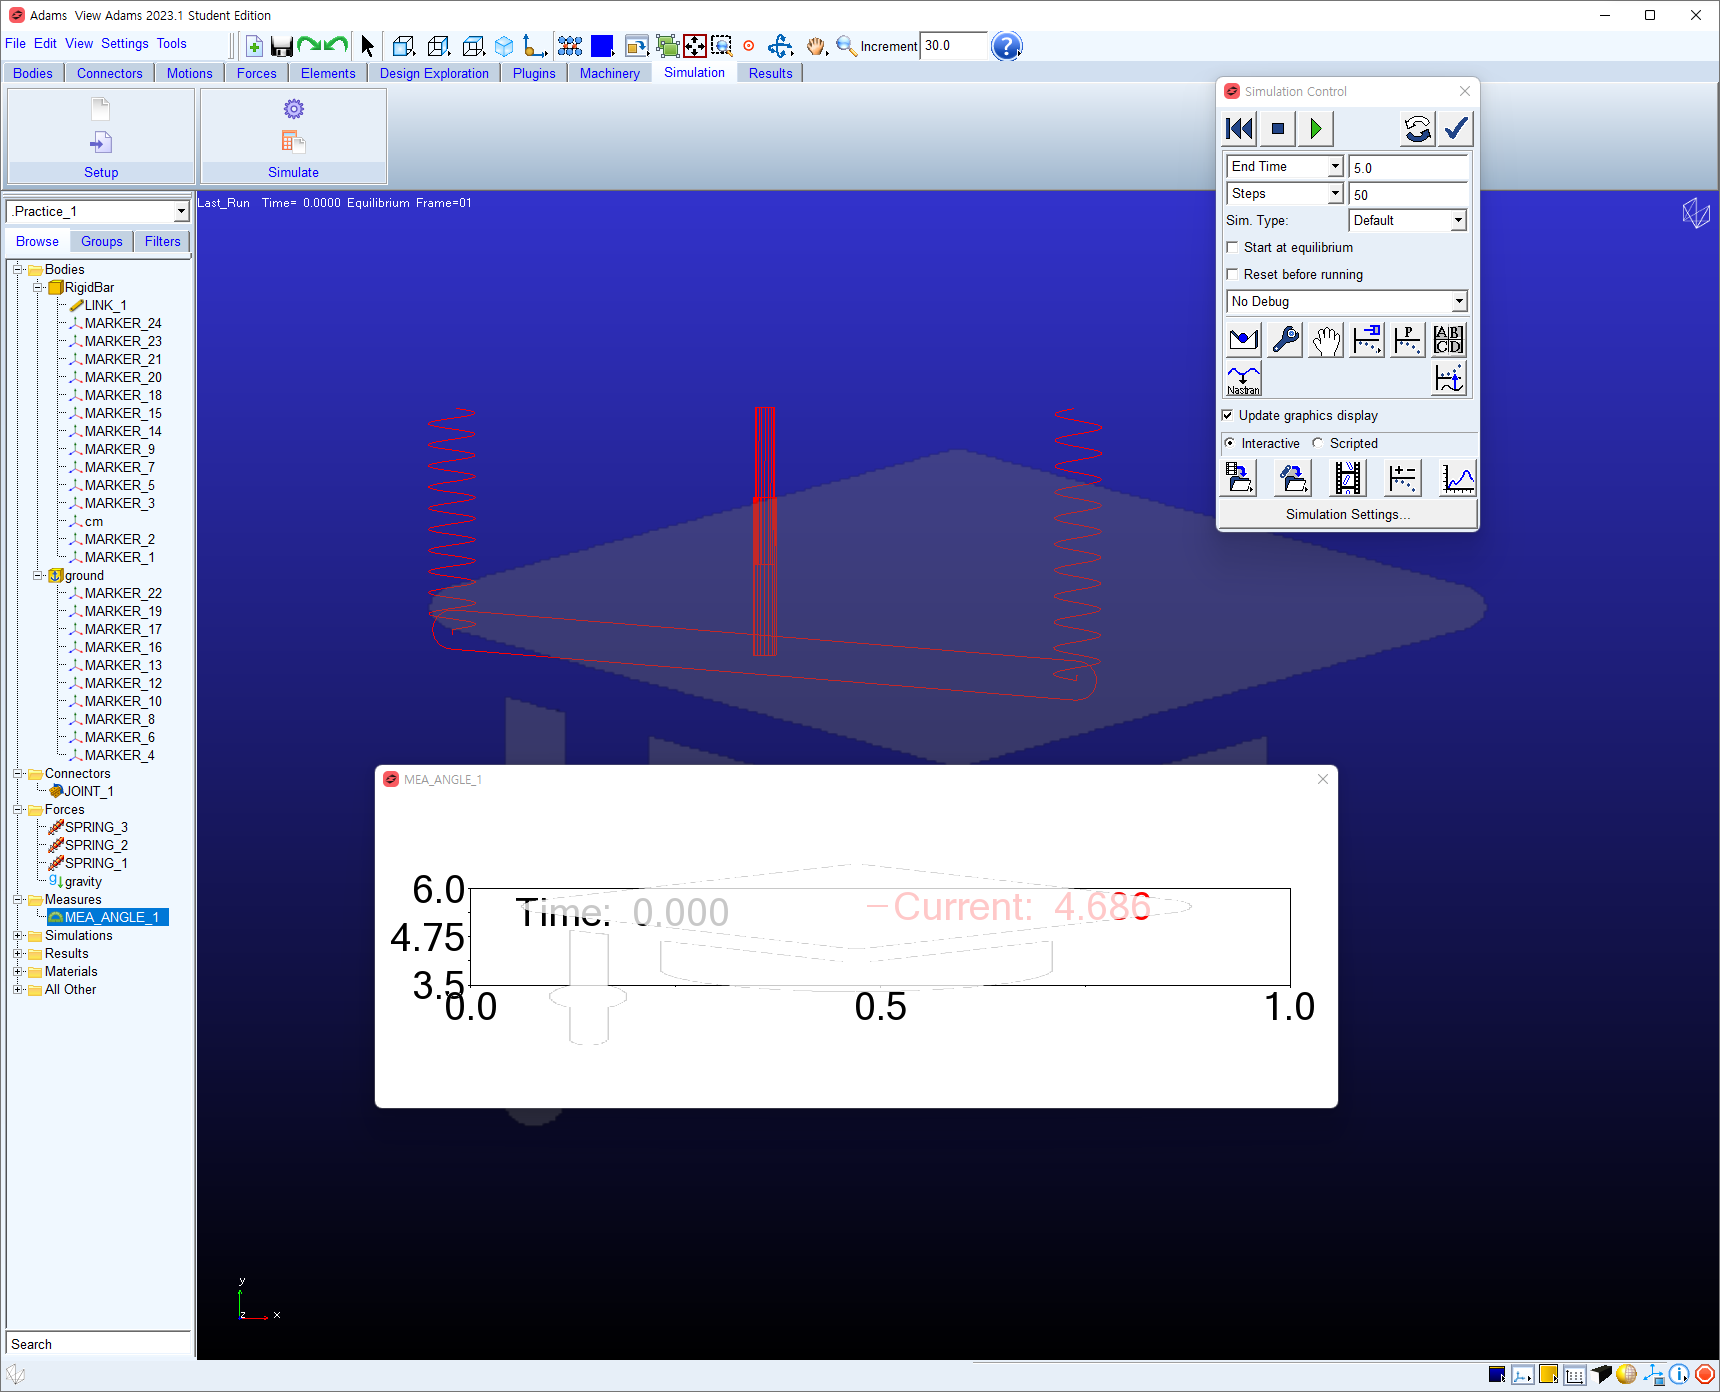 Adams View Adams 2023.1 Student Edition
File Edit View Settings Tools
Increment 30.0
Bodies Connectors Motions Forces Elements Design Exploration Plugins Machinery Simulation Results
Setup
Simulate
.Practice_1
Browse Groups Filters
Bodies
RigidBar
LINK_1
MARKER_24
MARKER_23
MARKER_21
MARKER_20
MARKER_18
MARKER_15
MARKER_14
MARKER_9
MARKER_7
MARKER_5
MARKER_3
cm
MARKER_2
MARKER_1
ground
MARKER_22
MARKER_19
MARKER_17
MARKER_16
MARKER_13
MARKER_12
MARKER_10
MARKER_8
MARKER_6
MARKER_4
Connectors
JOINT_1
Forces
SPRING_3
SPRING_2
SPRING_1
gravity
Measures
MEA_ANGLE_1
Simulations
Results
Materials
All Other
Search
Last_Run Time= 0.0000 Equilibrium Frame=01
Simulation Control
End Time 5.0
Steps 50
Sim. Type: Default
Start at equilibrium
Reset before running
No Debug
P
A B
C D
Nastran
Update graphics display
Interactive Scripted
Simulation Settings...
MEA_ANGLE_1
6.0
4.75
3.5
Time: 0.000
Current: 4.686
0.0 0.5 1.0
y
z x